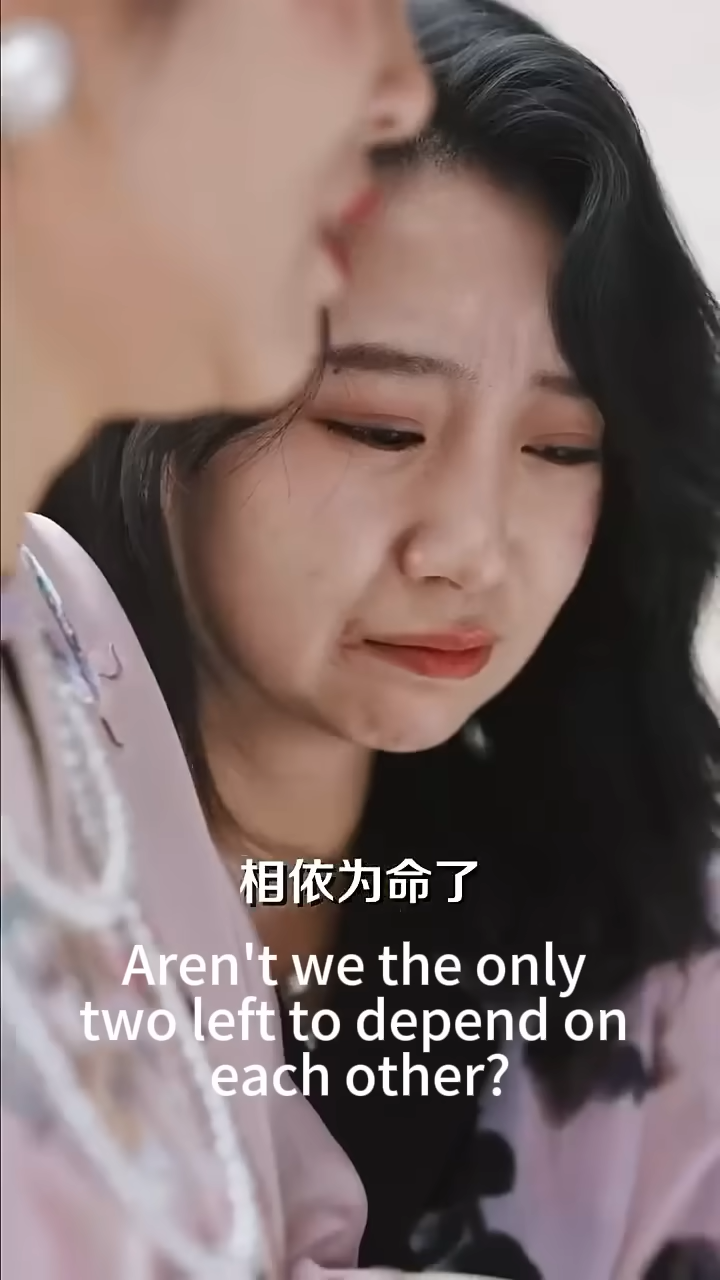 相依为命了
Aren't we the only
two left to depend on
each other?